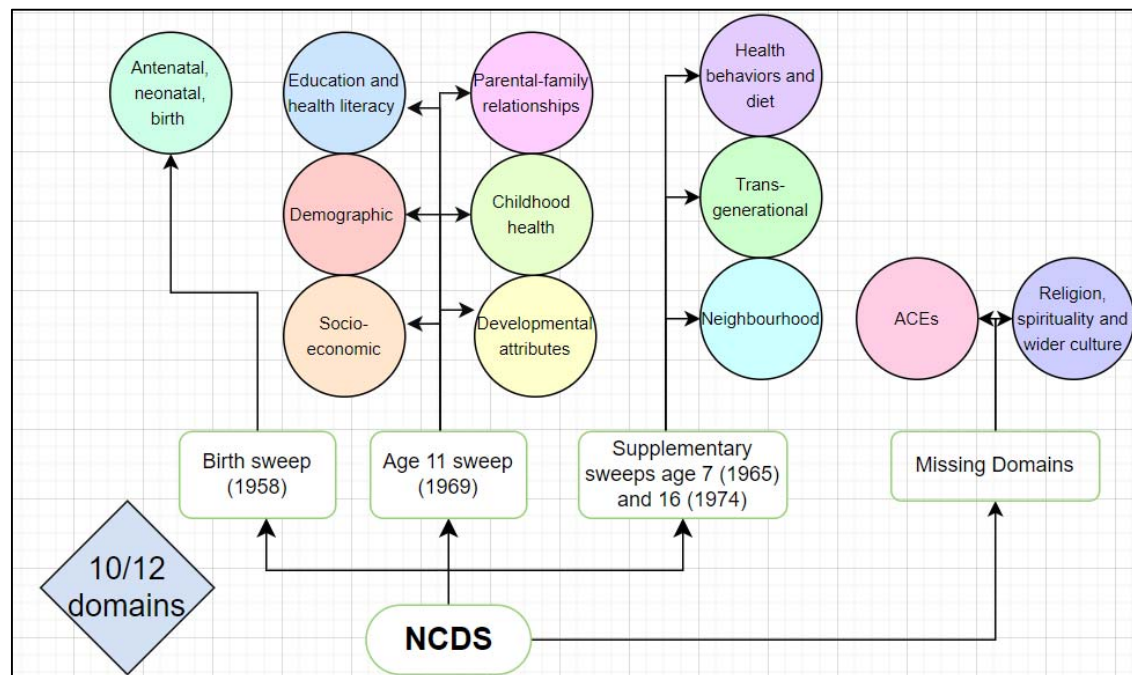 Antenatal,
neonatal,
birth
Education and
health literacy
Parental-family
relationships
Health
behaviors and
diet
Demographic
Childhood
health
Trans-
generational
Socio-
economic
Developmental
attributes
Neighbourhood
ACEs
Religion,
spirituality and
wider culture
Birth sweep
(1958)
Age 11 sweep
(1969)
Supplementary
sweeps age 7 (1965)
and 16 (1974)
Missing Domains
10/12
domains
NCDS